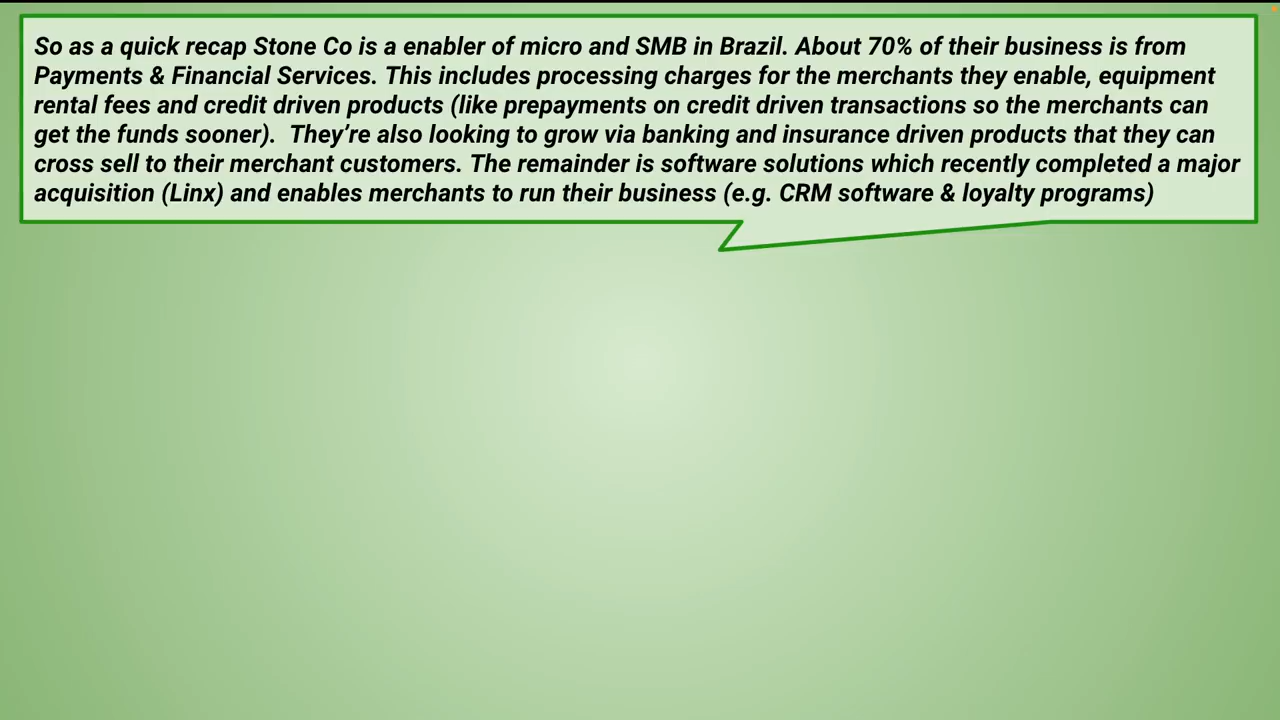 So as a quick recap Stone Co is a enabler of micro and SMB in Brazil. About 70% of their business is from
Payments & Financial Services. This includes processing charges for the merchants they enable, equipment
rental fees and credit driven products (like prepayments on credit driven transactions so the merchants can
get the funds sooner).  They’re also looking to grow via banking and insurance driven products that they can
cross sell to their merchant customers. The remainder is software solutions which recently completed a major
acquisition (Linx) and enables merchants to run their business (e.g. CRM software & loyalty programs)